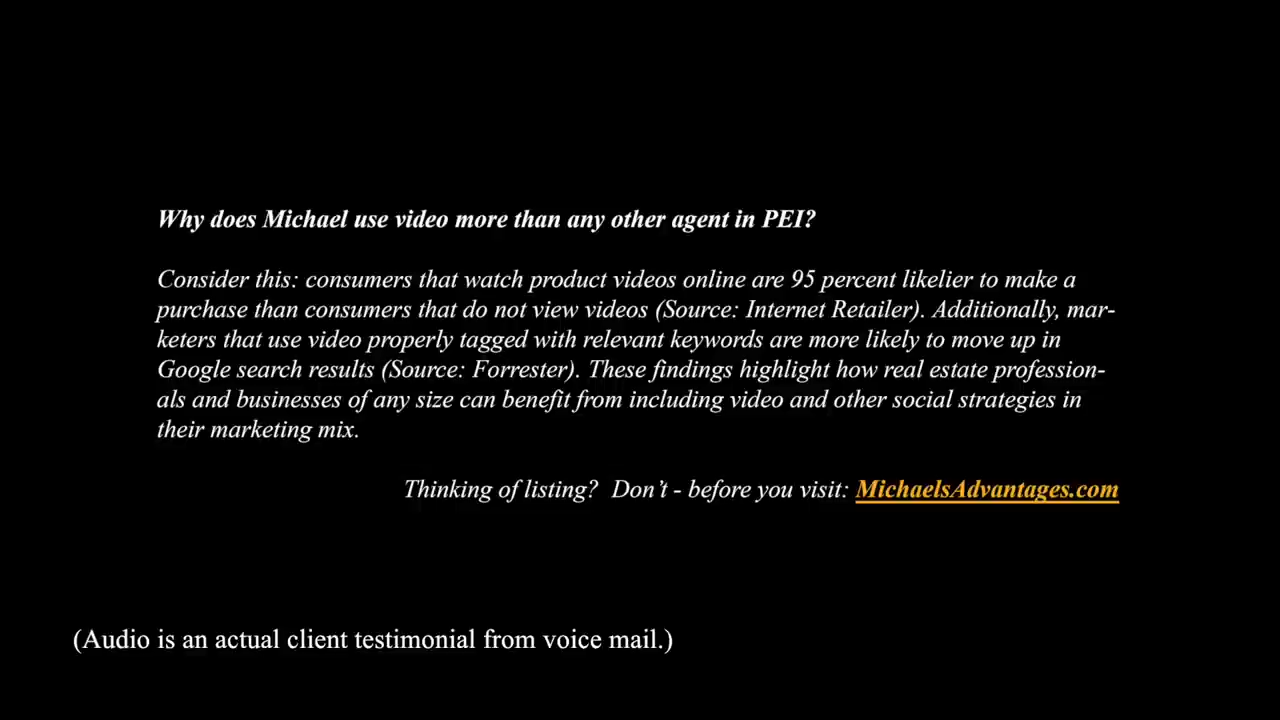 Why does Michael use video more than any other agent in PEI?
Consider this: consumers that watch product videos online are 95 percent likelier to make a
purchase than consumers that do not view videos (Source: Internet Retailer). Additionally, mar-
keters that use video properly tagged with relevant keywords are more likely to move up in
Google search results (Source: Forrester). These findings highlight how real estate profession-
als and businesses of any size can benefit from including video and other social strategies in
their marketing mix.
Thinking of listing?  Don’t - before you visit: MichaelsAdvantages.com
(Audio is an actual client testimonial from voice mail.)